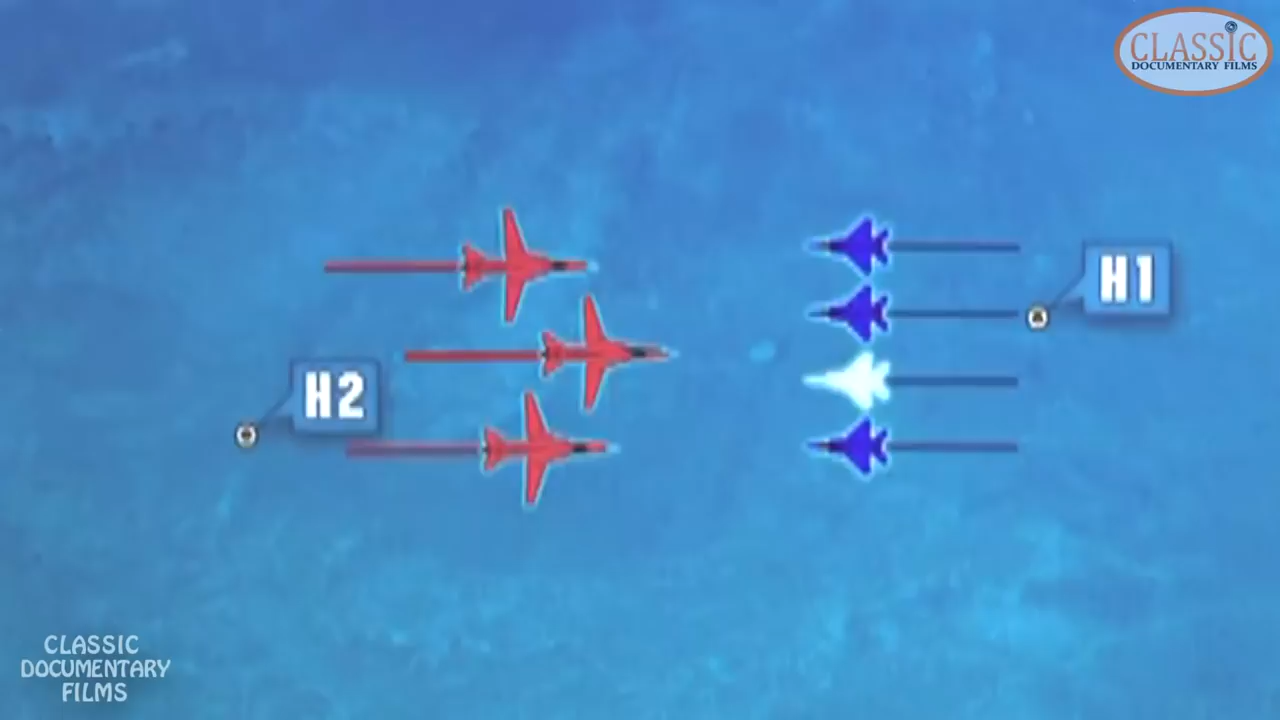 CLASSIC
DOCUMENTARY FILMS
H1
H2
CLASSIC
DOCUMENTARY
FILMS